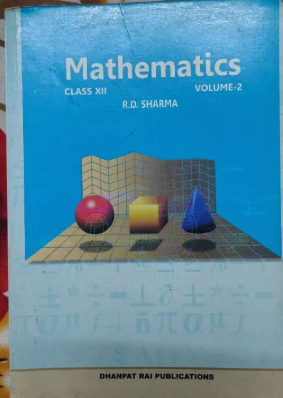 Mathematics
CLASS XII VOLUME-2
R.D. SHARMA
DHANPAT RAI PUBLICATIONS